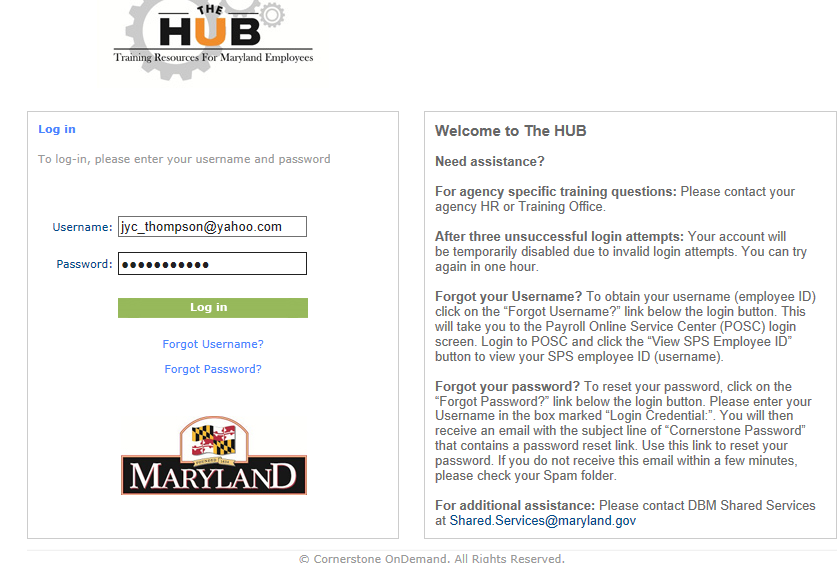 THE
HUB
Training Resources For Maryland Employees
Log in
To log-in, please enter your username and password
Username: jyc_thompson@yahoo.com
Password: ●●●●●●●●●●●
Log in
Forgot Username?
Forgot Password?
MARYLAND
Welcome to The HUB
Need assistance?
For agency specific training questions: Please contact your
agency HR or Training Office.
After three unsuccessful login attempts: Your account will
be temporarily disabled due to invalid login attempts. You can try
again in one hour.
Forgot your Username? To obtain your username (employee ID)
click on the “Forgot Username?” link below the login button. This
will take you to the Payroll Online Service Center (POSC) login
screen. Login to POSC and click the “View SPS Employee ID”
button to view your SPS employee ID (username).
Forgot your password? To reset your password, click on the
“Forgot Password?” link below the login button. Please enter your
Username in the box marked “Login Credential:”. You will then
receive an email with the subject line of “Cornerstone Password”
that contains a password reset link. Use this link to reset your
password. If you do not receive this email within a few minutes,
please check your Spam folder.
For additional assistance: Please contact DBM Shared Services
at Shared.Services@maryland.gov
© Cornerstone OnDemand. All Rights Reserved.